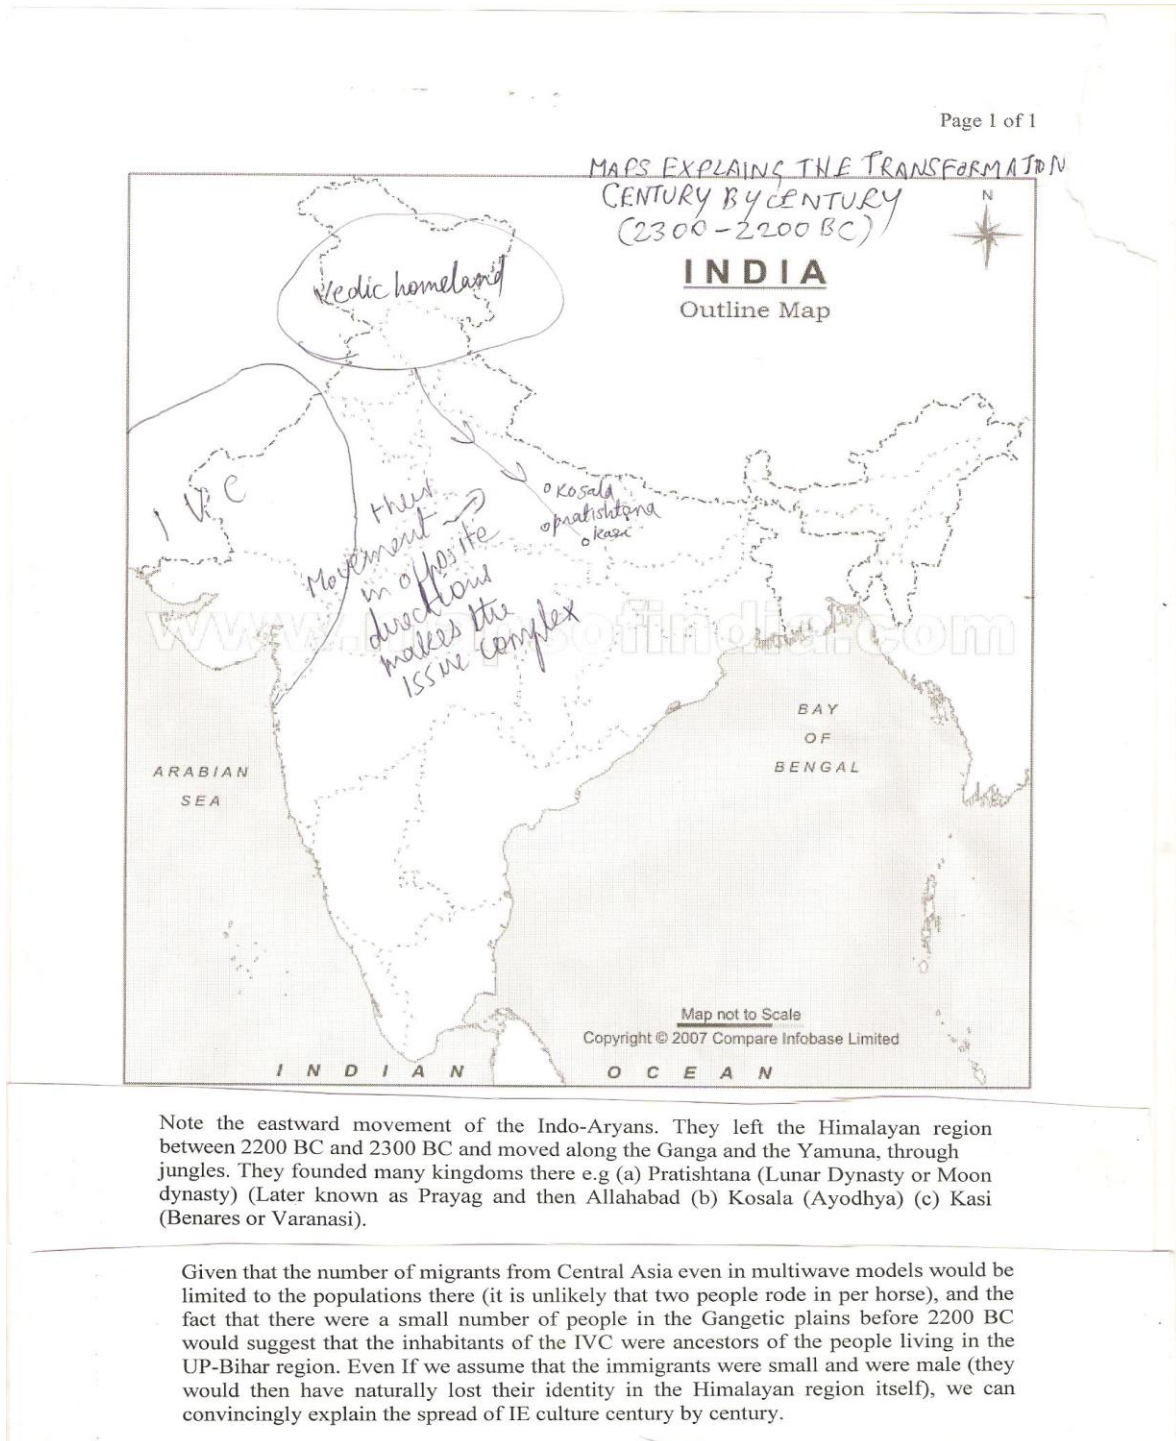 Page 1 of 1
MAPS EXPLAINING THE TRANSFORMATION
CENTURY BY CENTURY
(2300-2200 BC)
N
INDIA
Outline Map
Vedic homeland
IVC
Kosala
pratishtana
kasi
thus
Movement
in opposite
directions
makes the
issue complex
www.mapsofindia.com
BAY
OF
BENGAL
ARABIAN
SEA
Map not to Scale
Copyright © 2007 Compare Infobase Limited
INDIAN OCEAN
Note the eastward movement of the Indo-Aryans. They left the Himalayan region
between 2200 BC and 2300 BC and moved along the Ganga and the Yamuna, through
jungles. They founded many kingdoms there e.g (a) Pratishtana (Lunar Dynasty or Moon
dynasty) (Later known as Prayag and then Allahabad (b) Kosala (Ayodhya) (c) Kasi
(Benares or Varanasi).
Given that the number of migrants from Central Asia even in multiwave models would be
limited to the populations there (it is unlikely that two people rode in per horse), and the
fact that there were a small number of people in the Gangetic plains before 2200 BC
would suggest that the inhabitants of the IVC were ancestors of the people living in the
UP-Bihar region. Even If we assume that the immigrants were small and were male (they
would then have naturally lost their identity in the Himalayan region itself), we can
convincingly explain the spread of IE culture century by century.